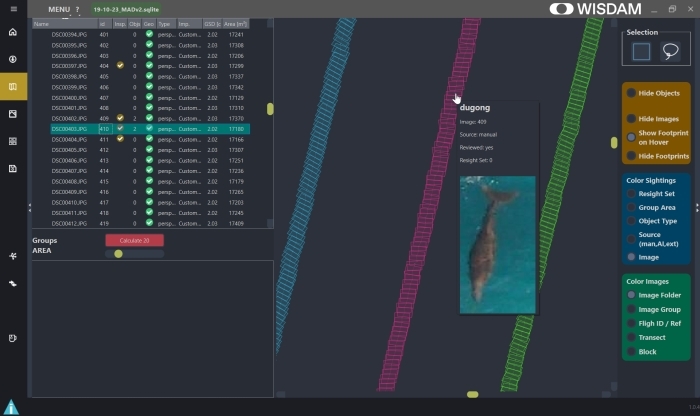 MENU ?
19-10-23_MADv2.sqlite
WISDAM
Name id Insp. Obj Geo Type Imp. GSD (c Area (m²)
DSC00394.JPG 401 0 persp... Custom... 2.02 17241
DSC00395.JPG 402 0 persp... Custom... 2.03 17308
DSC00396.JPG 403 0 persp... Custom... 2.02 17206
DSC00397.JPG 404 0 persp... Custom... 2.03 17301
DSC00398.JPG 405 0 persp... Custom... 2.03 17337
DSC00399.JPG 406 0 persp... Custom... 2.02 17242
DSC00400.JPG 407 0 persp... Custom... 2.02 17129
DSC00401.JPG 408 0 persp... Custom... 2.03 17310
DSC00402.JPG 409 2 persp... Custom... 2.03 17370
DSC00403.JPG 410 2 persp... Custom... 2.02 17180
DSC00404.JPG 411 0 persp... Custom... 2.02 17166
DSC00405.JPG 412 0 persp... Custom... 2.02 17107
DSC00406.JPG 413 0 persp... Custom... 2.02 17251
DSC00407.JPG 414 0 persp... Custom... 2.02 17236
DSC00408.JPG 415 0 persp... Custom... 2.02 17179
DSC00409.JPG 416 0 persp... Custom... 2.02 17265
DSC00410.JPG 417 0 persp... Custom... 2.02 17203
DSC00411.JPG 418 0 persp... Custom... 2.02 17245
DSC00412.JPG 419 0 persp... Custom... 2.03 17409
Groups
Calculate 20
AREA
dugong
Image: 409
Source: manual
Reviewed: yes
Resight Set: 0
Selection
Hide Objects
Hide Images
Show Footprint
on Hover
Hide Footprints
Color Sightings
Resight Set
Group Area
Object Type
Source
(man,AI,ext)
Image
Color Images
Image Folder
Image Group
Fligh ID / Ref
Transect
Block